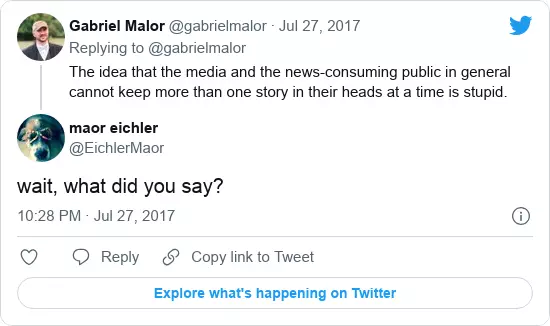 Gabriel Malor @gabrielmalor · Jul 27, 2017
Replying to @gabrielmalor
The idea that the media and the news-consuming public in general
cannot keep more than one story in their heads at a time is stupid.
maor eichler
@EichlerMaor
wait, what did you say?
10:28 PM · Jul 27, 2017
Reply
Copy link to Tweet
Explore what's happening on Twitter